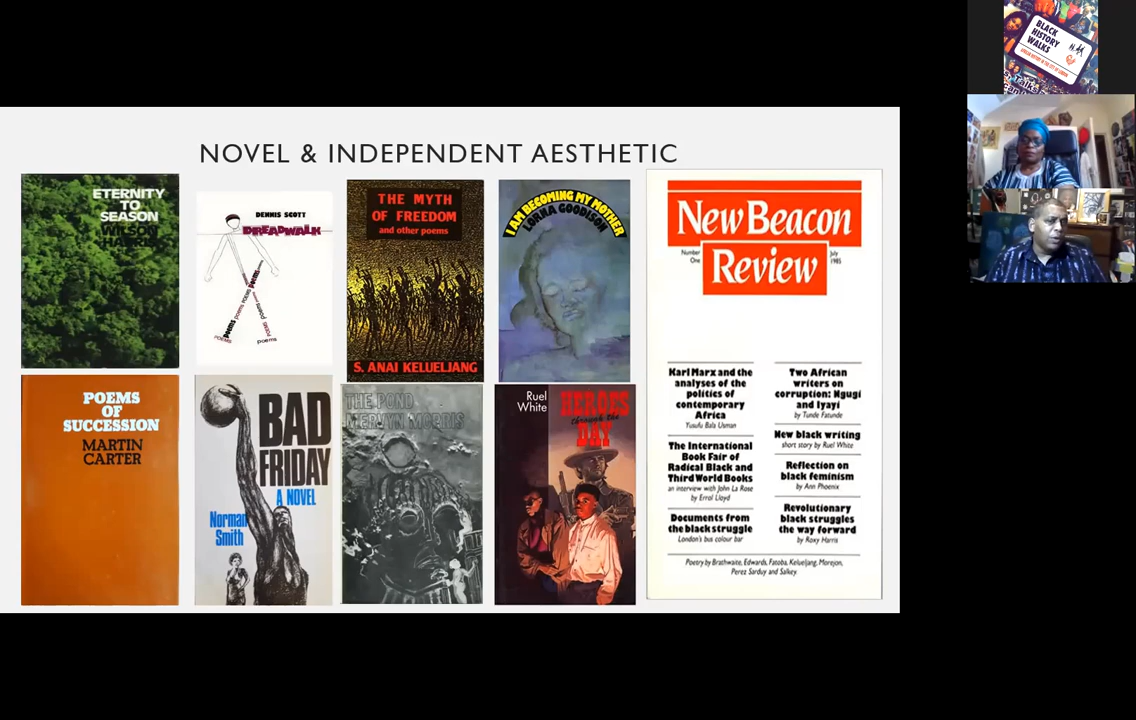 NOVEL & INDEPENDENT AESTHETIC
ETERNITY
TO
SEASON
WILSON
HARRIS
DENNIS SCOTT
DREADWALK
poems
poems
POEMS
poems
THE MYTH
OF FREEDOM
and other poems
S. ANAI KELUELJANG
I AM BECOMING MY MOTHER
LORNA GOODISON
New Beacon
Review
Number
One
July
1985
Karl Marx and the
analyses of the
politics of
contemporary
Africa
Yusufu Bala Usman
The International
Book Fair of
Radical Black and
Third World Books
an interview with John La Rose
by Errol Lloyd
Documents from
the black struggle
London's bus colour bar
Two African
writers on
corruption: Ngugi
and Iyayi
by Tunde Fatunde
New black writing
short story by Ruel White
Reflection on
black feminism
by Ann Phoenix
Revolutionary
black struggles
the way forward
by Roxy Harris
Poetry by Brathwaite, Edwards, Fatoba, Kelueljang, Morejon,
Perez Sarduy and Salkey
POEMS
OF
SUCCESSION
MARTIN
CARTER
BAD
FRIDAY
A NOVEL
Norman
Smith
THE POND
MERVYN MORRIS
Ruel
White
HEROES
through the
DAY
BLACK
HISTORY
WALKS